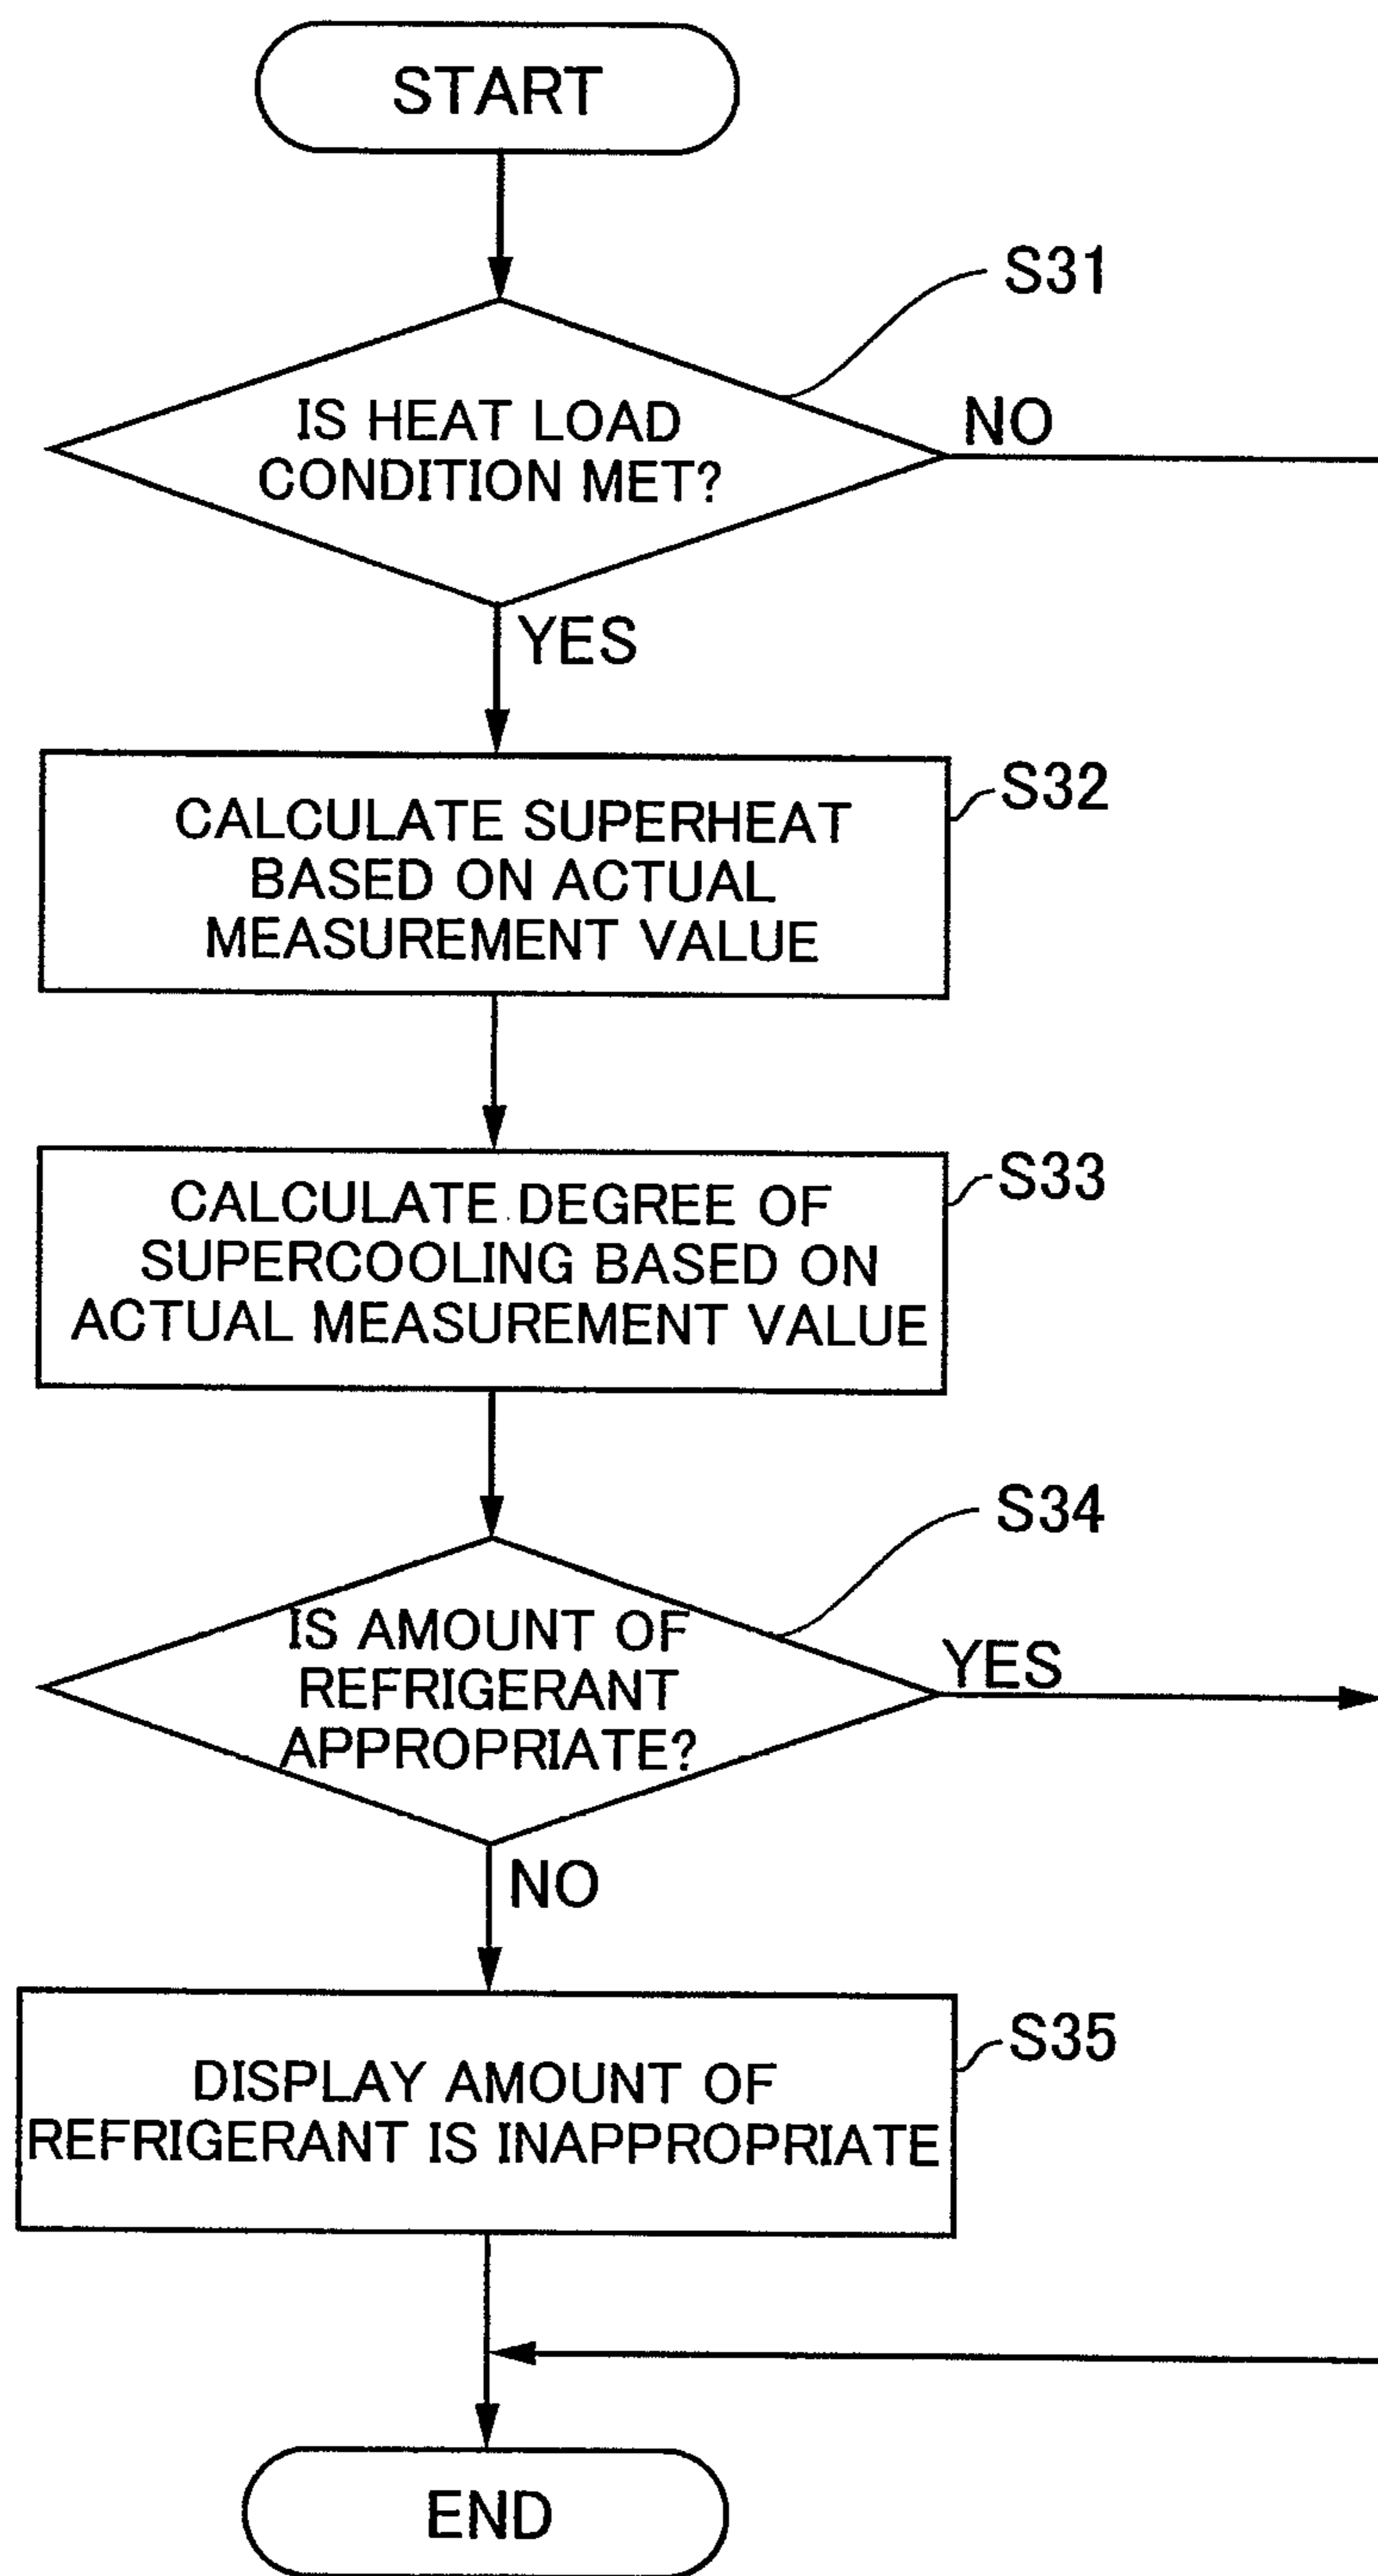 START
S31
IS HEAT LOAD
CONDITION MET?
NO
YES
S32
CALCULATE SUPERHEAT
BASED ON ACTUAL
MEASUREMENT VALUE
S33
CALCULATE DEGREE OF
SUPERCOOLING BASED ON
ACTUAL MEASUREMENT VALUE
S34
IS AMOUNT OF
REFRIGERANT
APPROPRIATE?
YES
NO
S35
DISPLAY AMOUNT OF
REFRIGERANT IS INAPPROPRIATE
END